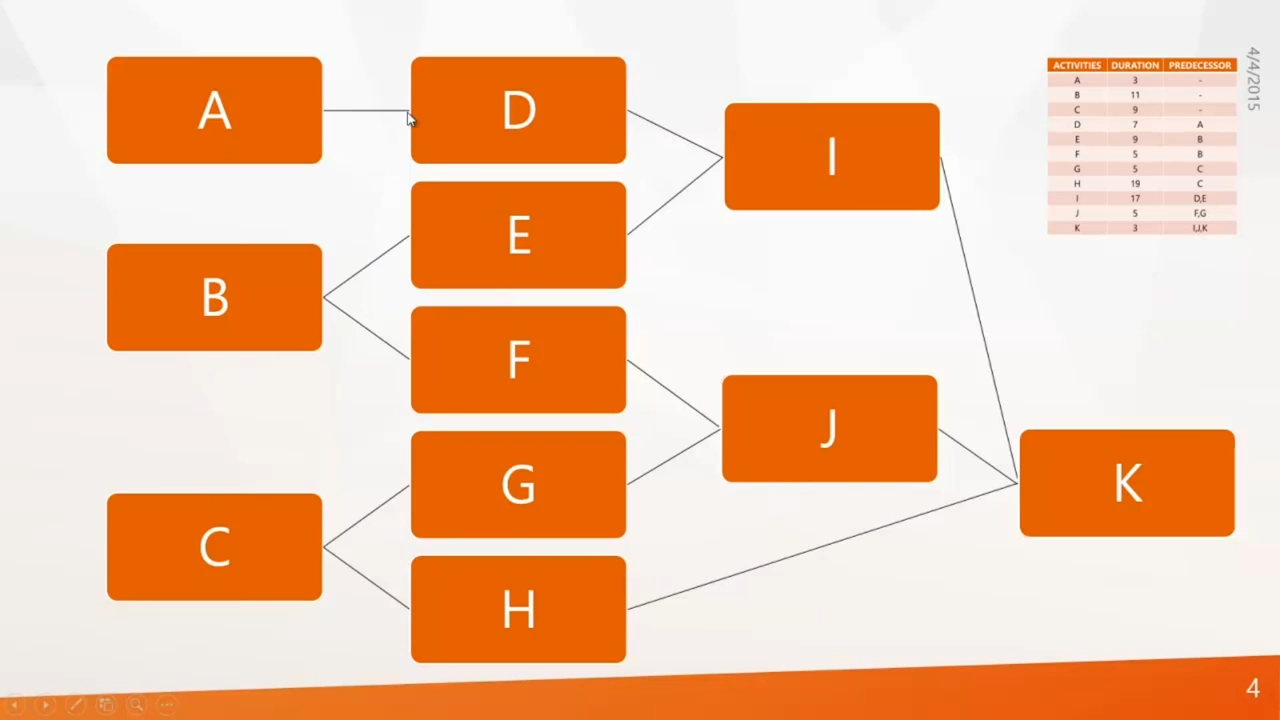 A
D
I
E
B
F
J
G
K
C
H
ACTIVITIES DURATION PREDECESSOR
A 3 -
B 11 -
C 9 -
D 7 A
E 9 B
F 5 B
G 5 C
H 19 C
I 17 D,E
J 5 F,G
K 3 I,J,K
4/4/2015
4